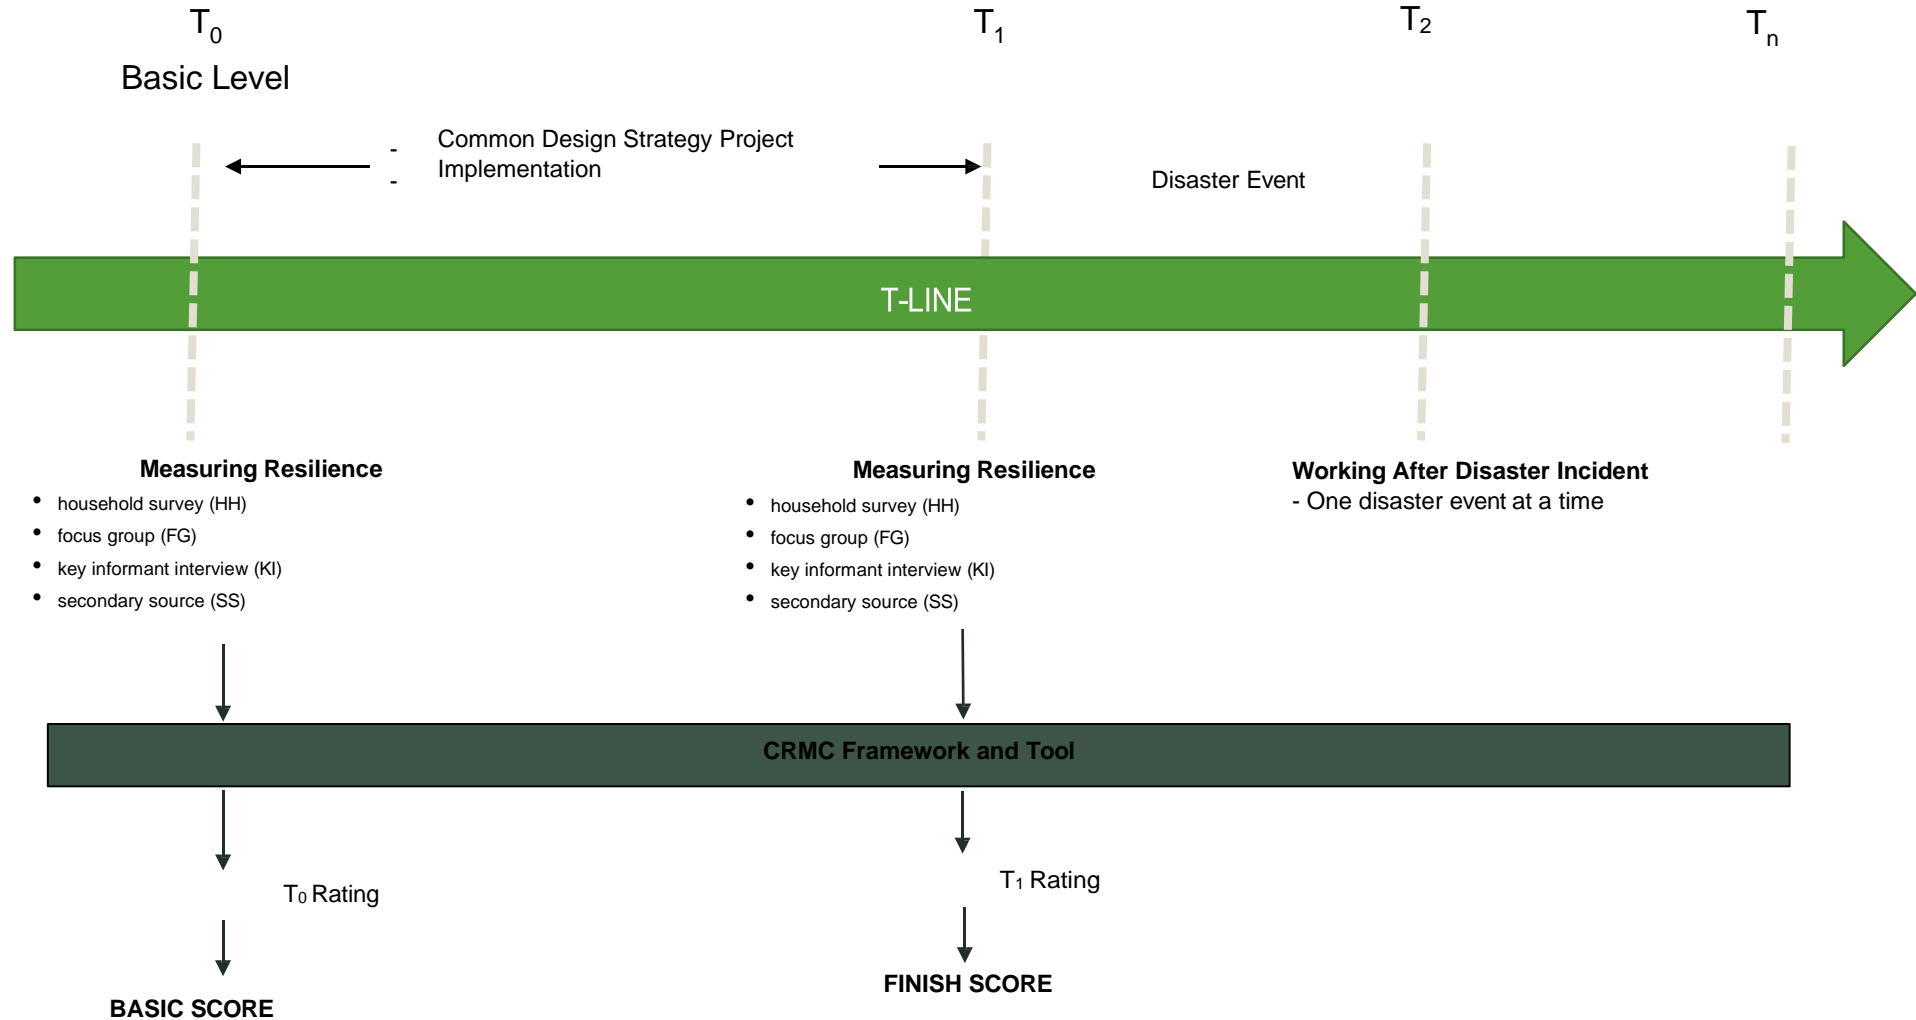 T0
T1
T2
Tn
Basic Level
- Common Design Strategy Project
- Implementation
Disaster Event
T-LINE
Measuring Resilience
• household survey (HH)
• focus group (FG)
• key informant interview (KI)
• secondary source (SS)
Measuring Resilience
• household survey (HH)
• focus group (FG)
• key informant interview (KI)
• secondary source (SS)
Working After Disaster Incident
- One disaster event at a time
CRMC Framework and Tool
T0 Rating
T1 Rating
BASIC SCORE
FINISH SCORE